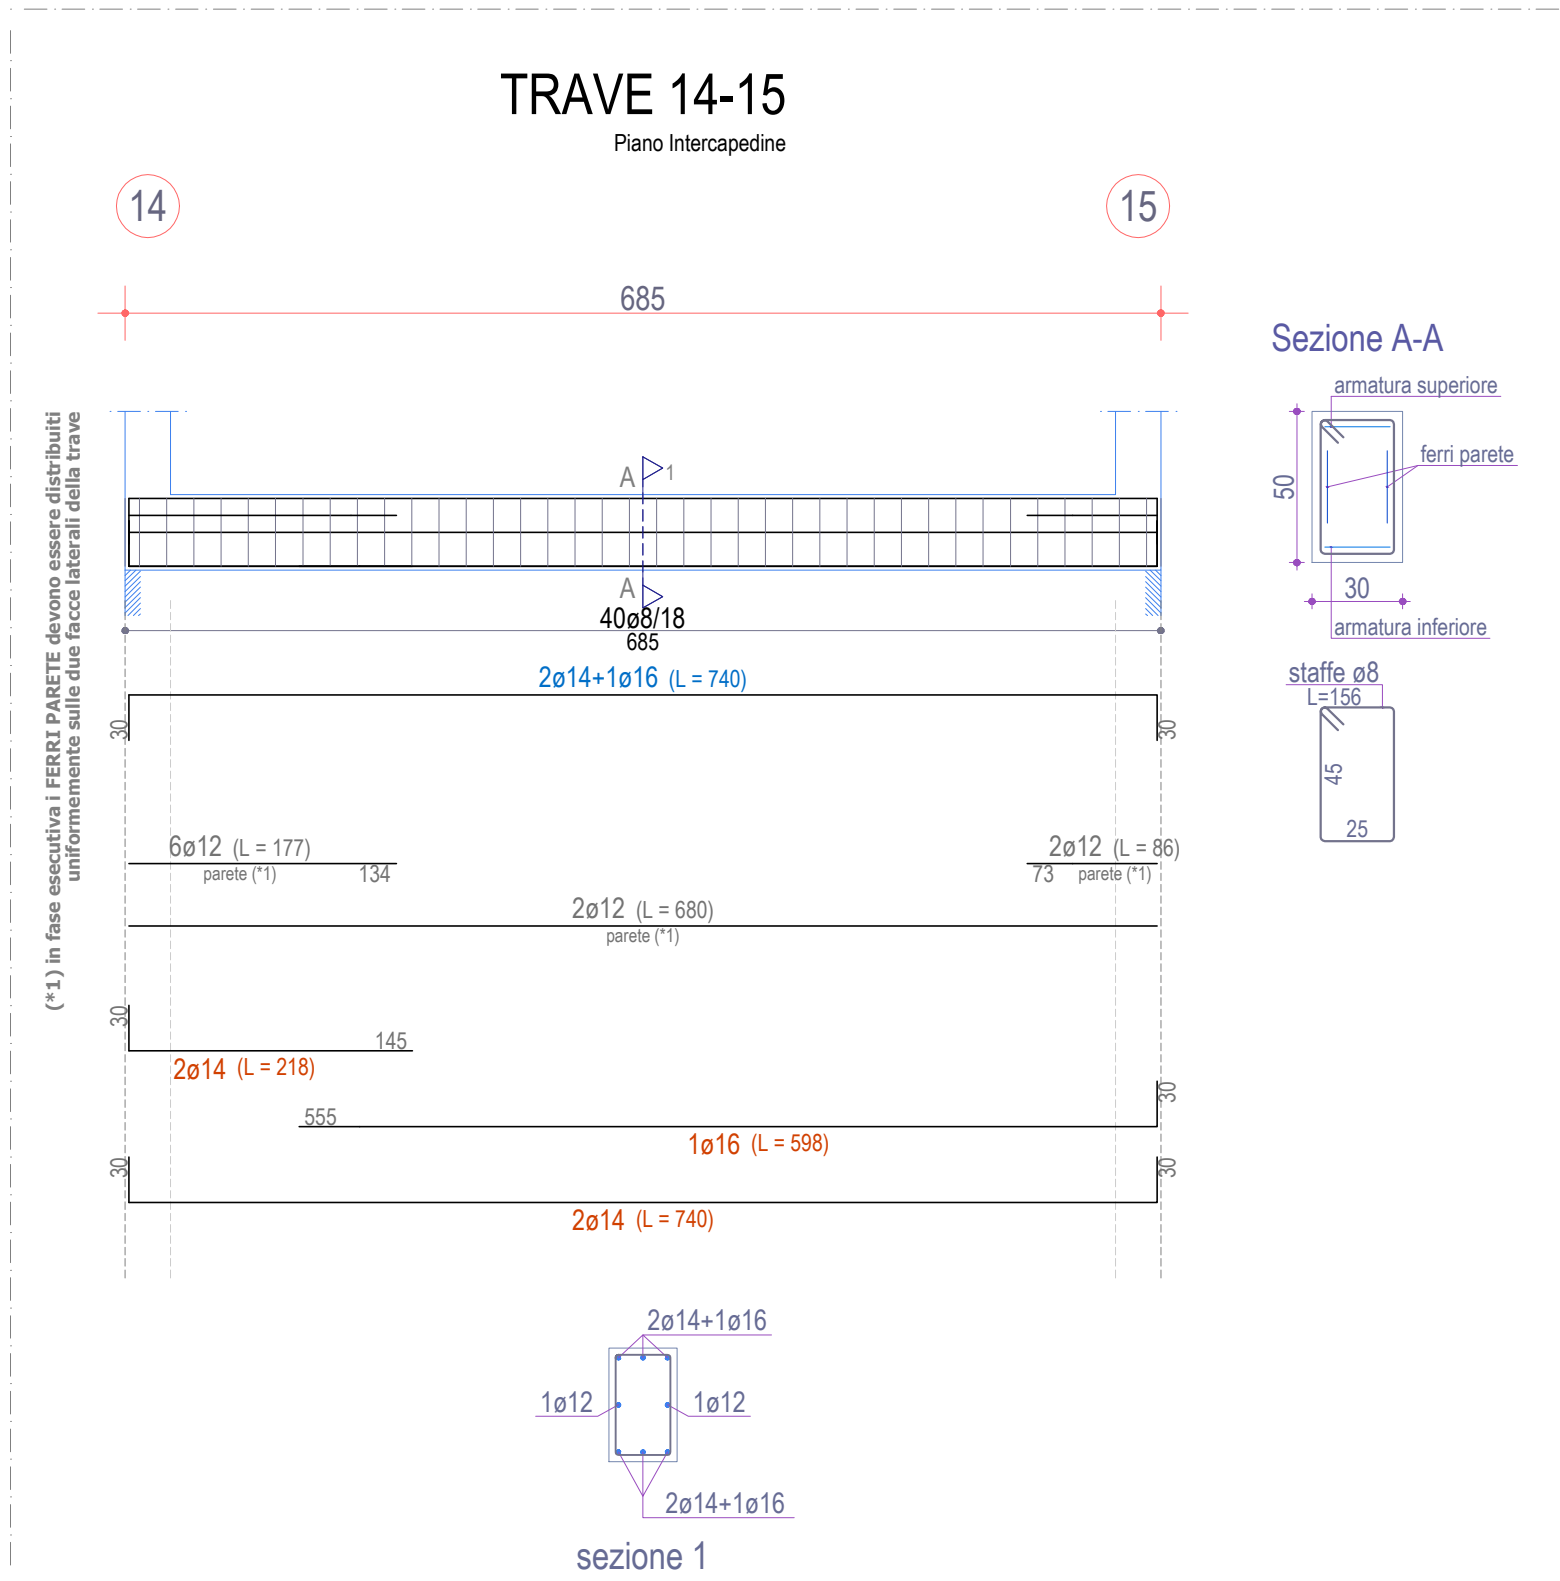 TRAVE 14-15
Piano Intercapedine
14
15
685
(*1) in fase esecutiva i FERRI PARETE devono essere distribuiti
uniformemente sulle due facce laterali della trave
A
1
A
40ø8/18
685
2ø14+1ø16 (L = 740)
30
30
6ø12 (L = 177)
parete (*1)
134
2ø12 (L = 86)
73
parete (*1)
2ø12 (L = 680)
parete (*1)
30
145
2ø14 (L = 218)
30
555
1ø16 (L = 598)
30
30
2ø14 (L = 740)
Sezione A-A
armatura superiore
ferri parete
50
30
armatura inferiore
staffe ø8
L=156
45
25
2ø14+1ø16
1ø12
1ø12
2ø14+1ø16
sezione 1